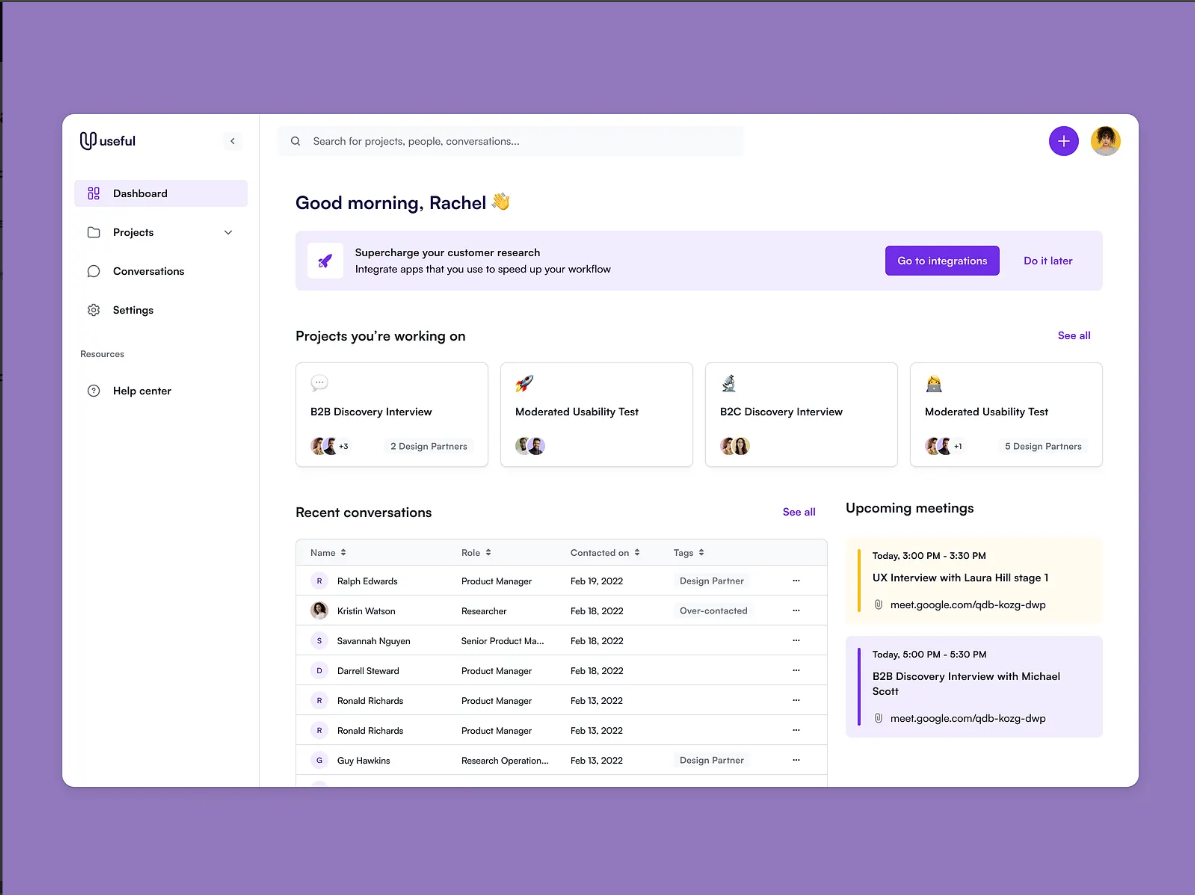 useful
Search for projects, people, conversations...
Dashboard
Projects
Conversations
Settings
Resources
Help center
Good morning, Rachel 👋
Supercharge your customer research
Integrate apps that you use to speed up your workflow
Go to integrations
Do it later
Projects you're working on
See all
B2B Discovery Interview
+3
2 Design Partners
Moderated Usability Test
B2C Discovery Interview
Moderated Usability Test
+1
5 Design Partners
Recent conversations
See all
Name Role Contacted on Tags
R Ralph Edwards Product Manager Feb 19, 2022 Design Partner ...
Kristin Watson Researcher Feb 18, 2022 Over-contacted ...
S Savannah Nguyen Senior Product Ma... Feb 18, 2022 ...
D Darrell Steward Product Manager Feb 18, 2022 ...
R Ronald Richards Product Manager Feb 13, 2022 ...
R Ronald Richards Product Manager Feb 13, 2022 ...
G Guy Hawkins Research Operation... Feb 13, 2022 Design Partner ...
Upcoming meetings
Today, 3:00 PM - 3:30 PM
UX Interview with Laura Hill stage 1
meet.google.com/qdb-kozg-dwp
Today, 5:00 PM - 5:30 PM
B2B Discovery Interview with Michael
Scott
meet.google.com/qdb-kozg-dwp